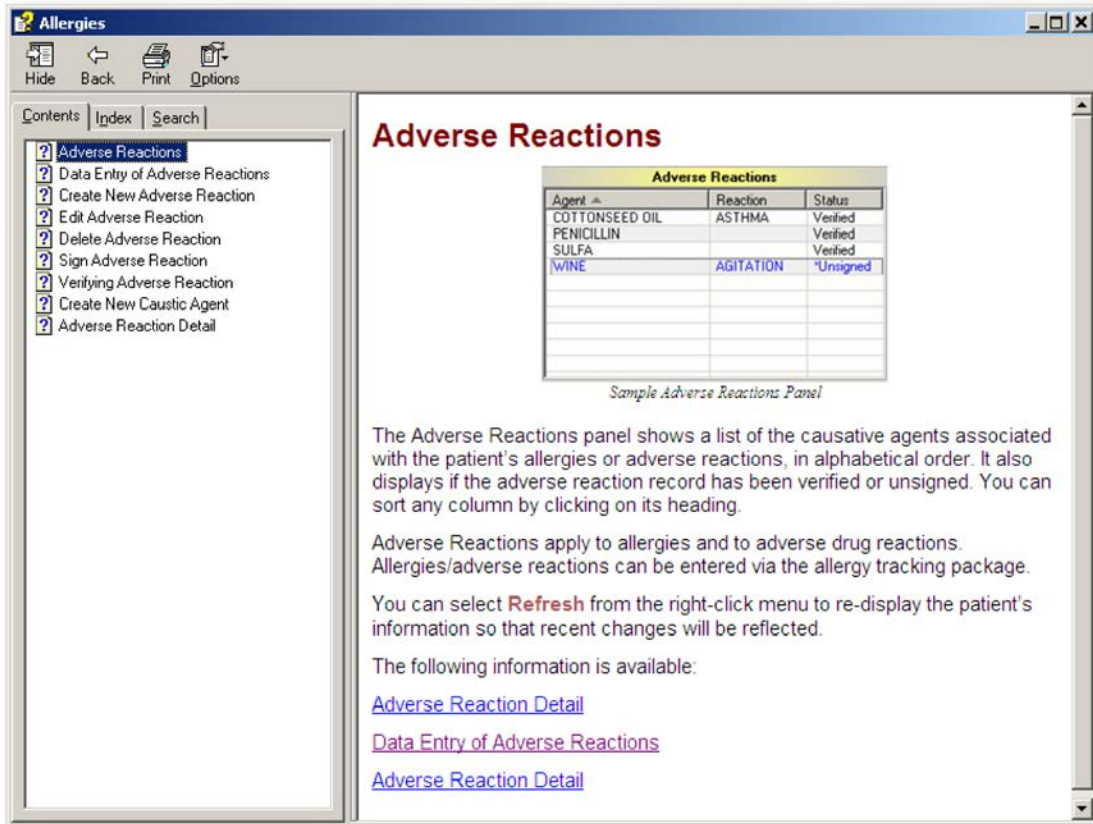 Allergies
Hide Back Print Options
Contents Index Search
Adverse Reactions
Data Entry of Adverse Reactions
Create New Adverse Reaction
Edit Adverse Reaction
Delete Adverse Reaction
Sign Adverse Reaction
Verifying Adverse Reaction
Create New Caustic Agent
Adverse Reaction Detail
Adverse Reactions
Adverse Reactions
Agent Reaction Status
COTTONSEED OIL ASTHMA Verified
PENICILLIN Verified
SULFA Verified
WINE AGITATION *Unsigned
Sample Adverse Reactions Panel
The Adverse Reactions panel shows a list of the causative agents associated
with the patient's allergies or adverse reactions, in alphabetical order. It also
displays if the adverse reaction record has been verified or unsigned. You can
sort any column by clicking on its heading.
Adverse Reactions apply to allergies and to adverse drug reactions.
Allergies/adverse reactions can be entered via the allergy tracking package.
You can select Refresh from the right-click menu to re-display the patient's
information so that recent changes will be reflected.
The following information is available:
Adverse Reaction Detail
Data Entry of Adverse Reactions
Adverse Reaction Detail